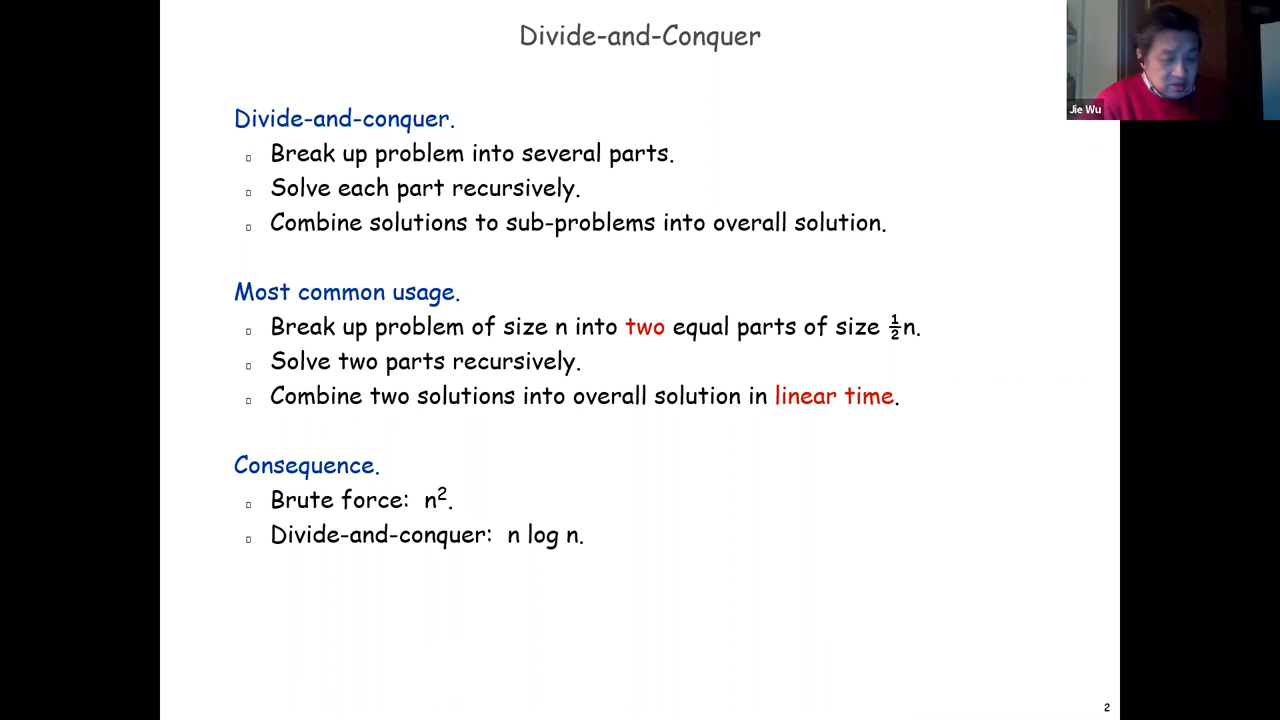 Divide-and-Conquer
Jie Wu
Divide-and-conquer.
Break up problem into several parts.
Solve each part recursively.
Combine solutions to sub-problems into overall solution.
Most common usage.
Break up problem of size n into two equal parts of size ½n.
Solve two parts recursively.
Combine two solutions into overall solution in linear time.
Consequence.
Brute force: n².
Divide-and-conquer: n log n.
2